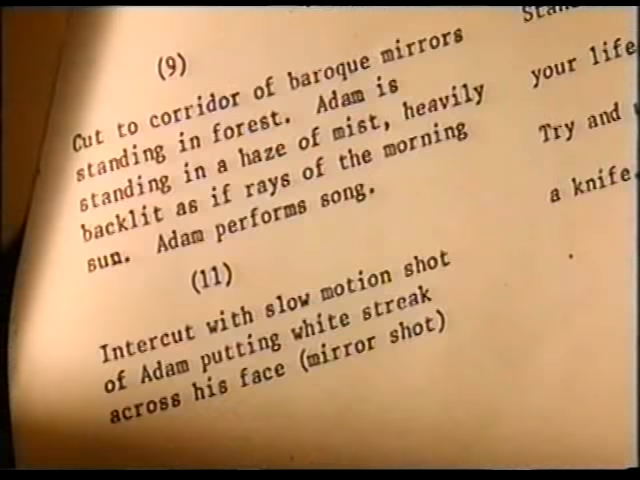 (9)
Cut to corridor of baroque mirrors
standing in forest. Adam is
standing in a haze of mist, heavily
backlit as if rays of the morning
sun. Adam performs song.
(11)
Intercut with slow motion shot
of Adam putting white streak
across his face (mirror shot)
your life
Try and
a knife.